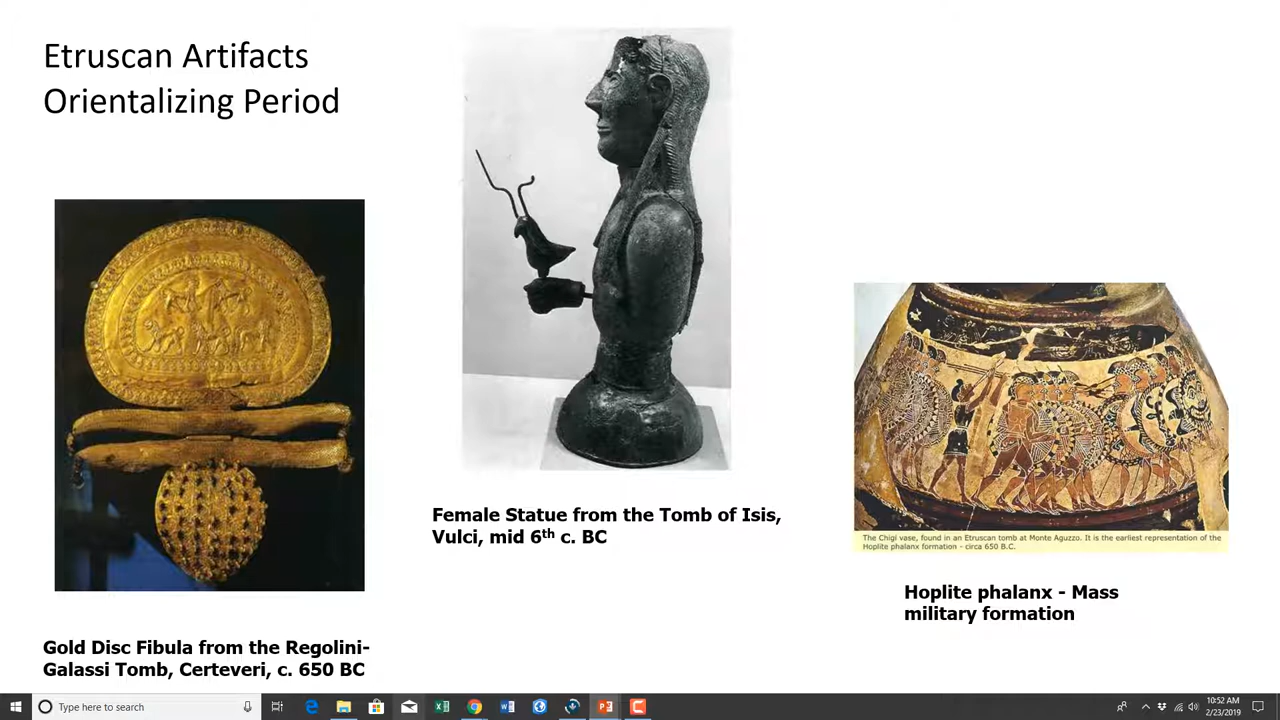 Etruscan Artifacts
Orientalizing Period
Female Statue from the Tomb of Isis,
Vulci, mid 6th c. BC
The Chigi vase, found in an Etruscan tomb at Monte Aguzzo. It is the earliest representation of the
Hoplite phalanx formation - circa 650 B.C.
Hoplite phalanx - Mass
military formation
Gold Disc Fibula from the Regolini-
Galassi Tomb, Certeveri, c. 650 BC
Type here to search
10:52 AM
2/23/2019